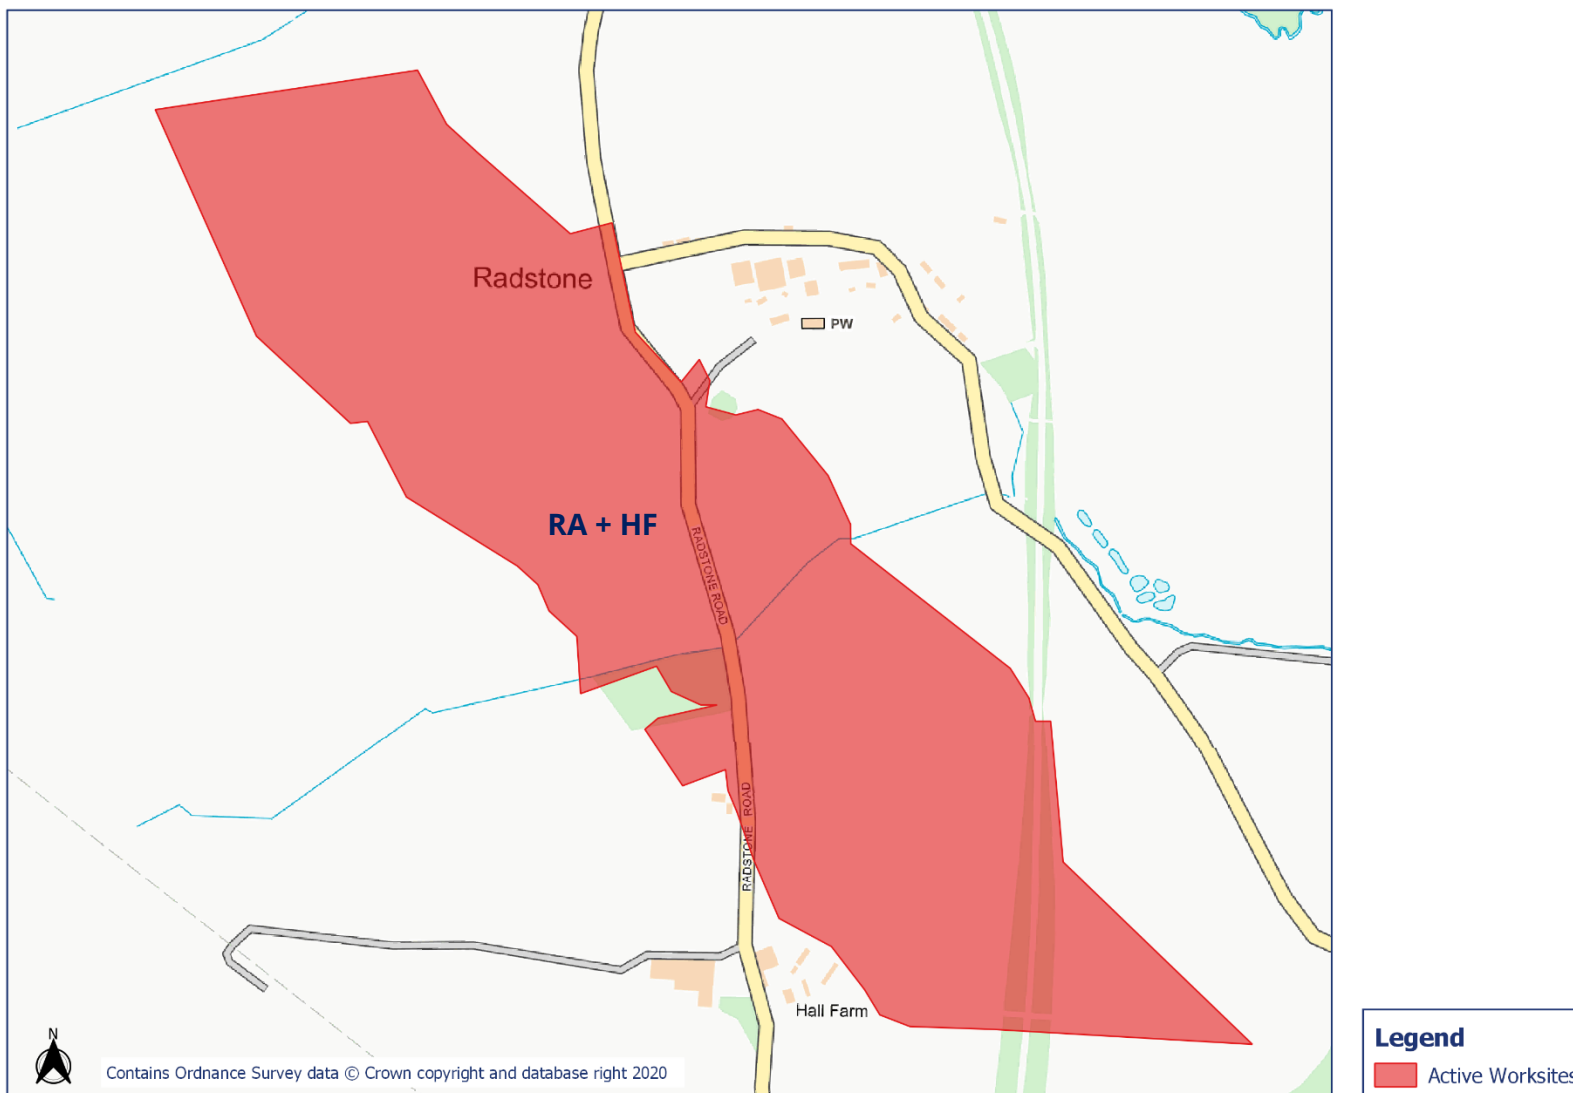 Radstone
PW
RA + HF
RADSTONE ROAD
RADSTONE ROAD
Hall Farm
N
Contains Ordnance Survey data © Crown copyright and database right 2020
Legend
Active Worksites